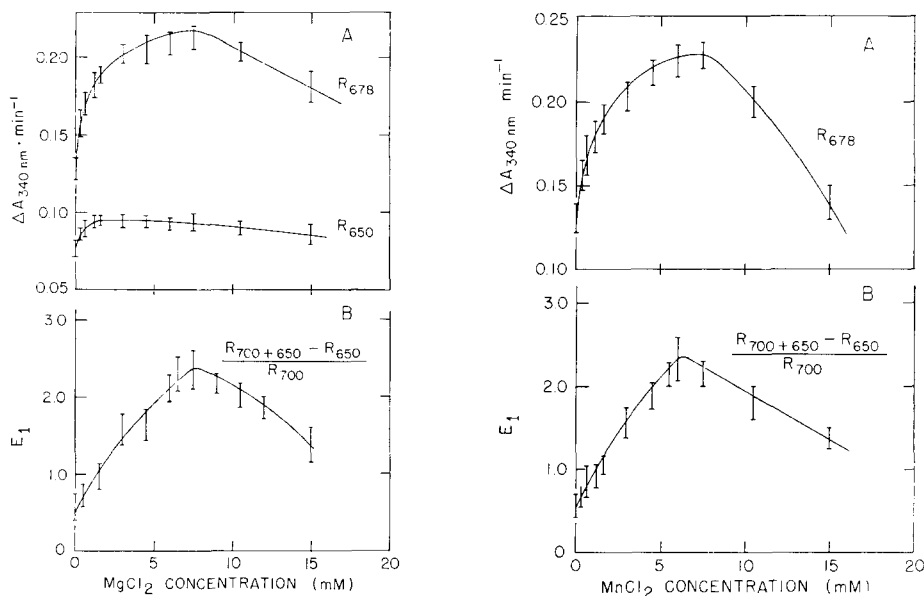 A
0.20
0.15
0.10
0.05
ΔA340 nm · min⁻¹
R678
R650
B
3.0
2.0
1.0
0
E1
R700+650 − R650
R700
0 5 10 15 20
MgCl2 CONCENTRATION (mM)
A
0.25
0.20
0.15
0.10
ΔA340 nm min⁻¹
R678
B
3.0
2.0
1.0
0
E1
R700+650 − R650
R700
0 5 10 15 20
MnCl2 CONCENTRATION (mM)